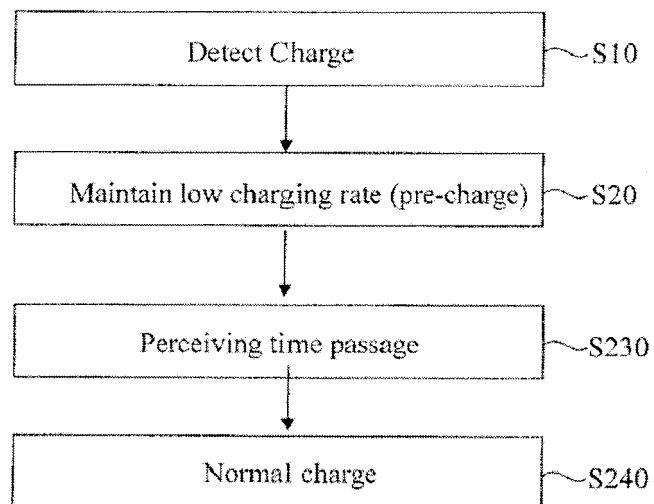 Detect Charge S10
Maintain low charging rate (pre-charge) S20
Perceiving time passage S230
Normal charge S240